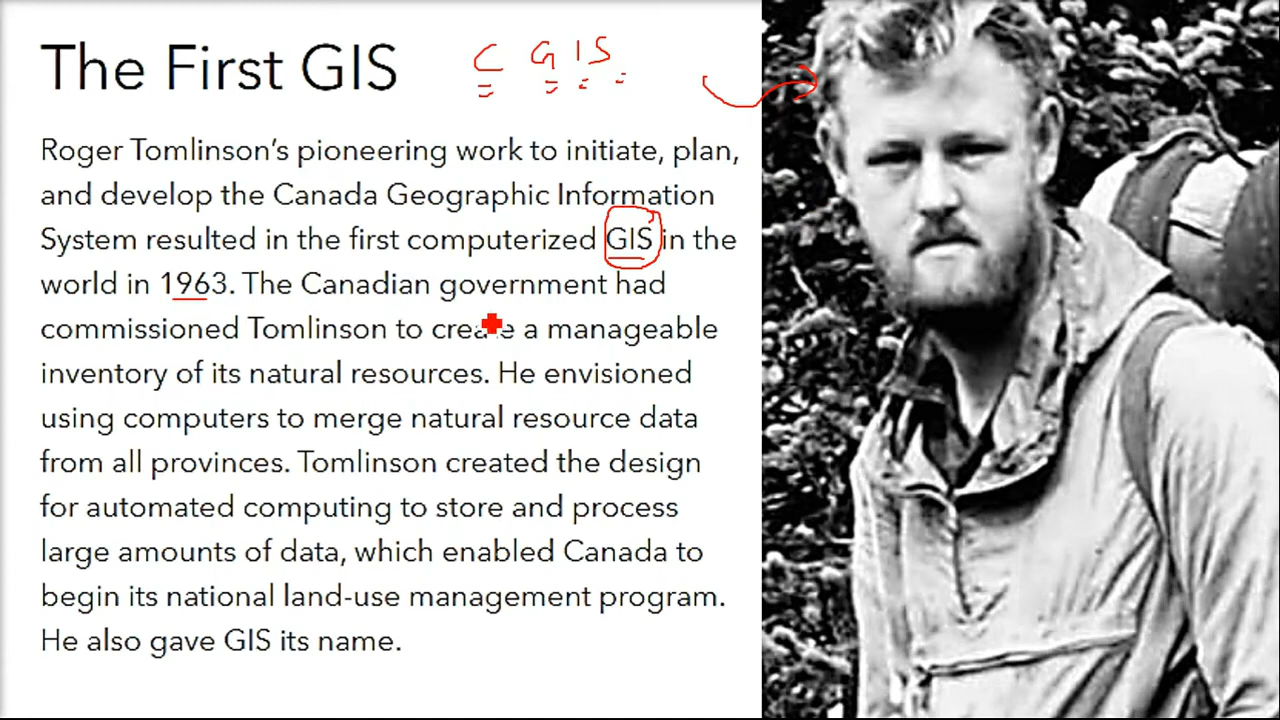 The First GIS C GIS
Roger Tomlinson's pioneering work to initiate, plan,
and develop the Canada Geographic Information
System resulted in the first computerized GIS in the
world in 1963. The Canadian government had
commissioned Tomlinson to create a manageable
inventory of its natural resources. He envisioned
using computers to merge natural resource data
from all provinces. Tomlinson created the design
for automated computing to store and process
large amounts of data, which enabled Canada to
begin its national land-use management program.
He also gave GIS its name.